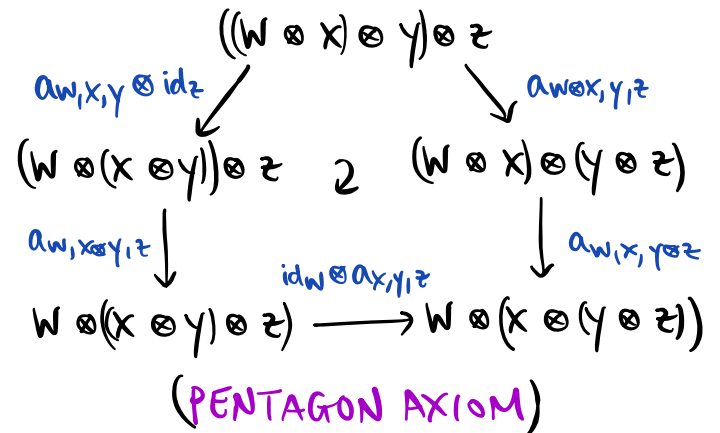 ((W ⊗ X) ⊗ Y) ⊗ Z
a_{W,X,Y} ⊗ id_Z
a_{W⊗X,Y,Z}
(W ⊗ (X ⊗ Y)) ⊗ Z
(W ⊗ X) ⊗ (Y ⊗ Z)
a_{W,X⊗Y,Z}
a_{W,X,Y⊗Z}
id_W ⊗ a_{X,Y,Z}
W ⊗ ((X ⊗ Y) ⊗ Z)
W ⊗ (X ⊗ (Y ⊗ Z))
(PENTAGON AXIOM)